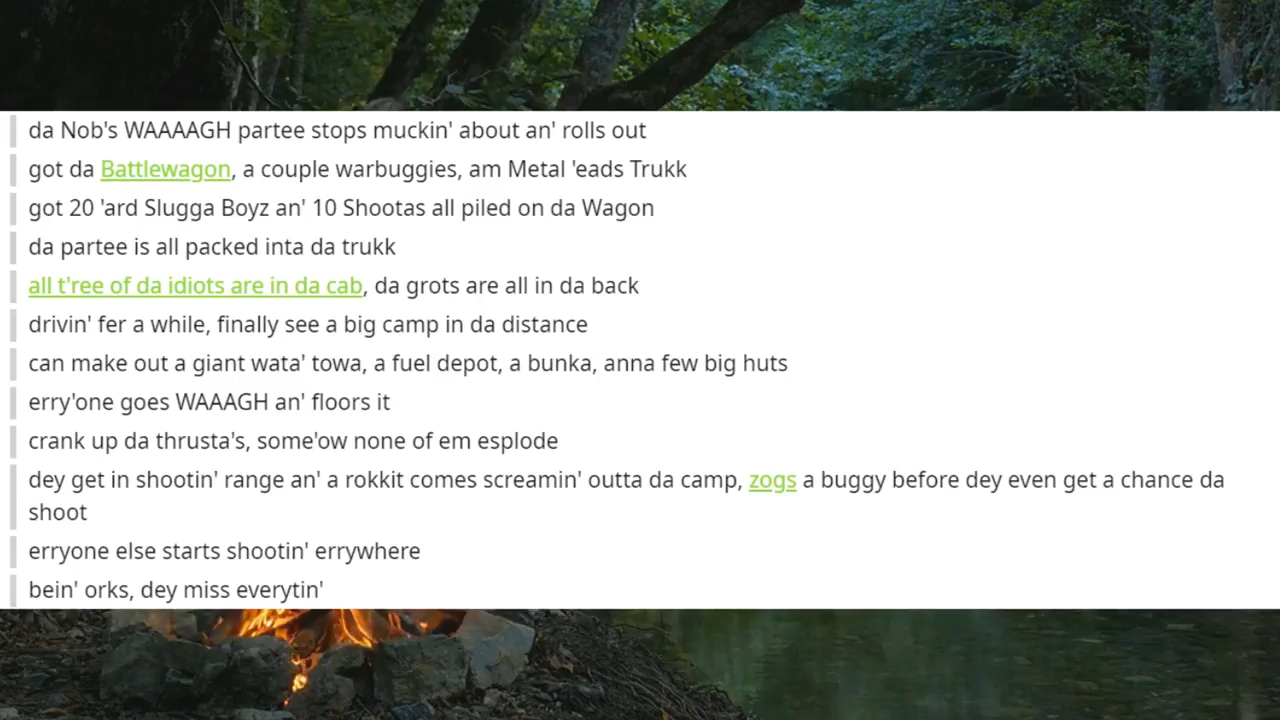 da Nob's WAAAAGH partee stops muckin' about an' rolls out
got da Battlewagon, a couple warbuggies, am Metal 'eads Trukk
got 20 'ard Slugga Boyz an' 10 Shootas all piled on da Wagon
da partee is all packed inta da trukk
all t'ree of da idiots are in da cab, da grots are all in da back
drivin' fer a while, finally see a big camp in da distance
can make out a giant wata' towa, a fuel depot, a bunka, anna few big huts
erry'one goes WAAAGH an' floors it
crank up da thrusta's, some'ow none of em esplode
dey get in shootin' range an' a rokkit comes screamin' outta da camp, zogs a buggy before dey even get a chance da
shoot
erryone else starts shootin' errywhere
bein' orks, dey miss everytin'